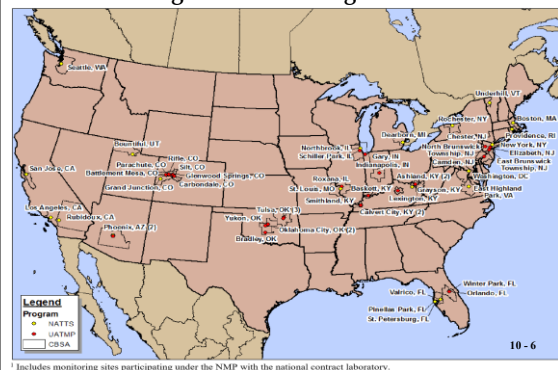 Seattle, WA
Underhill, VT
Rochester, NY
Boston, MA
Dearborn, MI
Chester, NJ
Providence, RI
Bountiful, UT
Northbrook, IL
Schiller Park, IL
Gary, IN
Indianapolis, IN
North Brunswick
Township, NJ
New York, NY
Elizabeth, NJ
East Brunswick
Township, NJ
Camden, NJ
Washington, DC
Rifle, CO
Parachute, CO
Silt, CO
Battlement Mesa, CO
Glenwood Springs, CO
Grand Junction, CO
Carbondale, CO
San Jose, CA
Roxana, IL
St. Louis, MO
Ashland, KY (2)
Baskett, KY
Grayson, KY
East Highland
Park, VA
Smithland, KY
Lexington, KY
Calvert City, KY (2)
Los Angeles, CA
Rubidoux, CA
Tulsa, OK (3)
Yukon, OK
Phoenix, AZ (2)
Oklahoma City, OK (2)
Bradley, OK
Winter Park, FL
Valrico, FL
Orlando, FL
Pinellas Park, FL
St. Petersburg, FL
Legend
Program
NATTS
UATMP
CBSA
10 - 6
1 Includes monitoring sites participating under the NMP with the national contract laboratory.